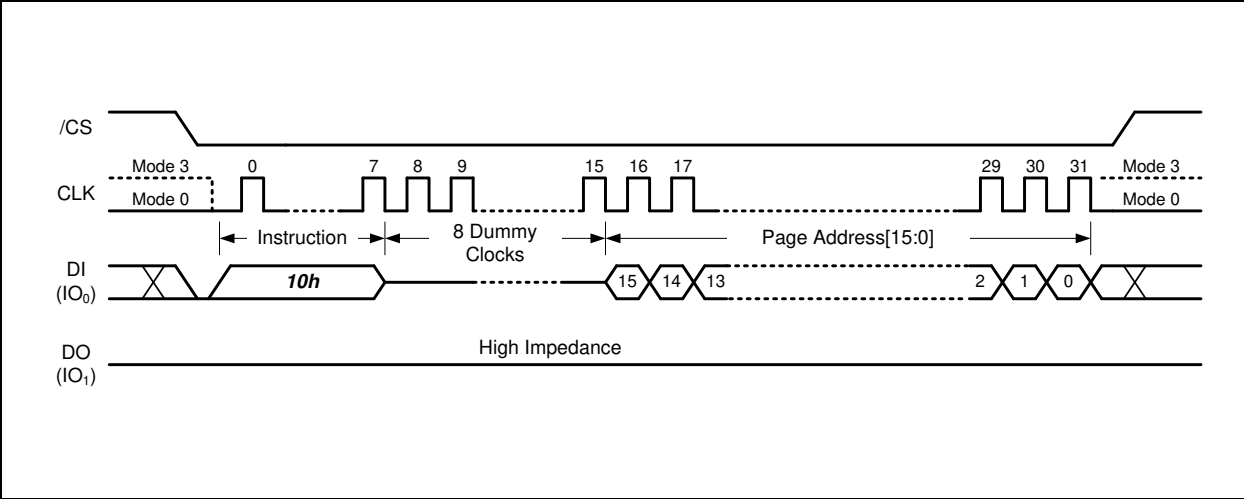 /CS
Mode 3 0 7 8 9 15 16 17 29 30 31 Mode 3
CLK
Mode 0 Mode 0
Instruction 8 Dummy Page Address[15:0]
Clocks
DI 10h 15 14 13 2 1 0
(IO₀)
High Impedance
DO
(IO₁)